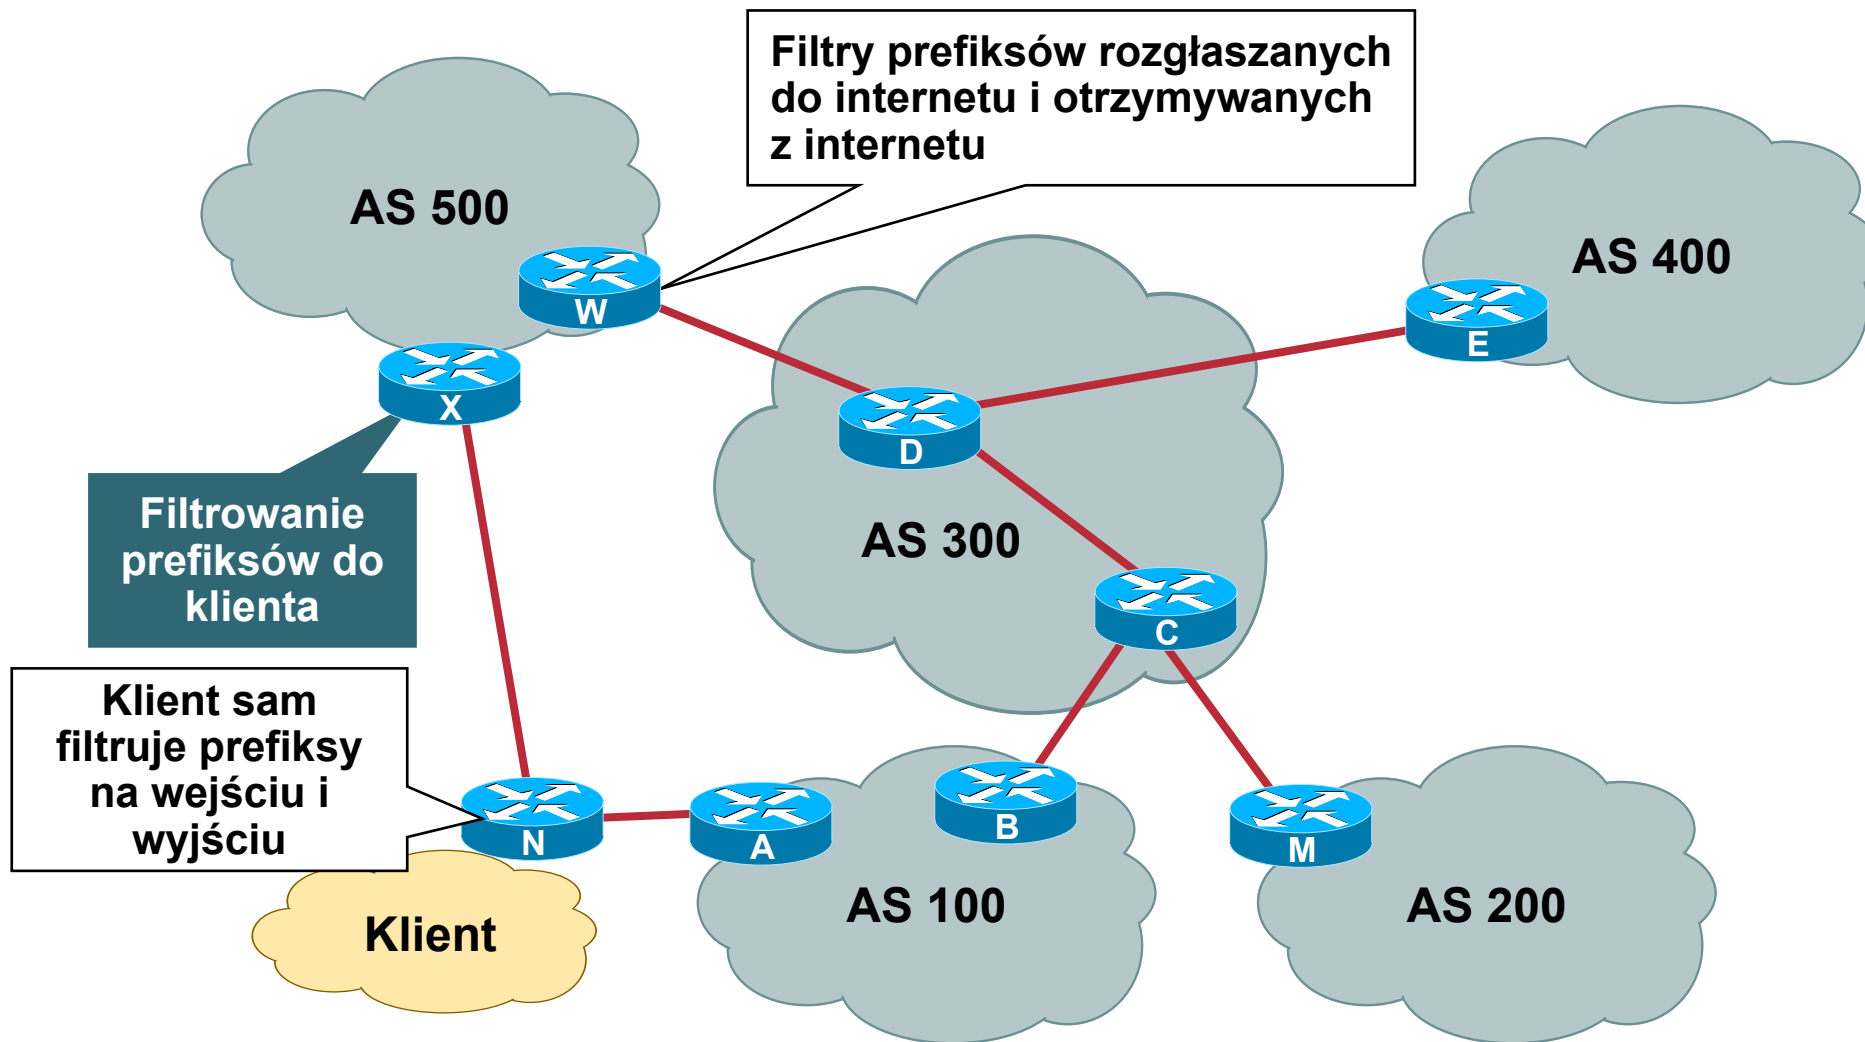 Filtry prefiksów rozgłaszanych
do internetu i otrzymywanych
z internetu
AS 500
AS 400
W
E
X
D
Filtrowanie
prefiksów do
klienta
AS 300
C
Klient sam
filtruje prefiksy
na wejściu i
wyjściu
N
A
B
M
Klient
AS 100
AS 200